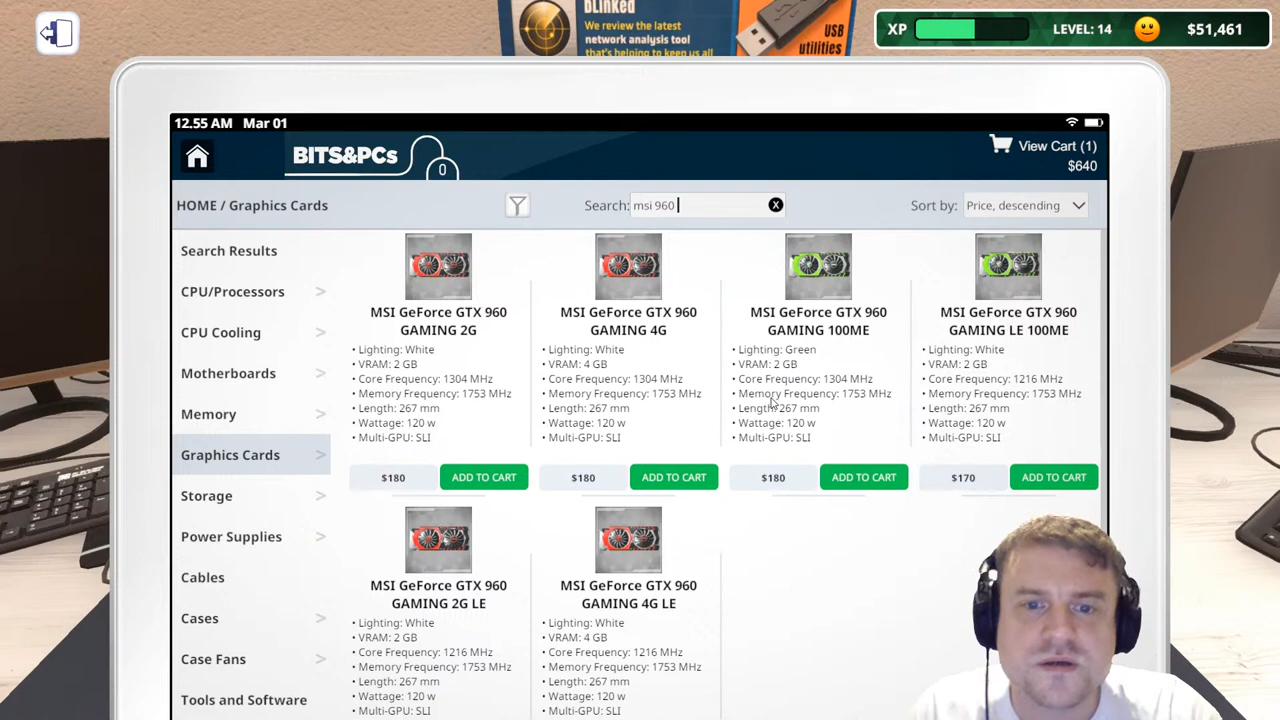 bLinked
We review the latest
network analysis tool
that's helping to keep us all
USB
utilities
XP
LEVEL: 14
$51,461
12.55 AM Mar 01
BITS&PCs
0
View Cart (1)
$640
HOME / Graphics Cards
Search: msi 960
Sort by: Price, descending
Search Results
CPU/Processors >
CPU Cooling >
Motherboards >
Memory >
Graphics Cards >
Storage >
Power Supplies >
Cables
Cases >
Case Fans >
Tools and Software
MSI GeForce GTX 960
GAMING 2G
• Lighting: White
• VRAM: 2 GB
• Core Frequency: 1304 MHz
• Memory Frequency: 1753 MHz
• Length: 267 mm
• Wattage: 120 w
• Multi-GPU: SLI
$180 ADD TO CART
MSI GeForce GTX 960
GAMING 4G
• Lighting: White
• VRAM: 4 GB
• Core Frequency: 1304 MHz
• Memory Frequency: 1753 MHz
• Length: 267 mm
• Wattage: 120 w
• Multi-GPU: SLI
$180 ADD TO CART
MSI GeForce GTX 960
GAMING 100ME
• Lighting: Green
• VRAM: 2 GB
• Core Frequency: 1304 MHz
• Memory Frequency: 1753 MHz
• Length: 267 mm
• Wattage: 120 w
• Multi-GPU: SLI
$180 ADD TO CART
MSI GeForce GTX 960
GAMING LE 100ME
• Lighting: White
• VRAM: 2 GB
• Core Frequency: 1216 MHz
• Memory Frequency: 1753 MHz
• Length: 267 mm
• Wattage: 120 w
• Multi-GPU: SLI
$170 ADD TO CART
MSI GeForce GTX 960
GAMING 2G LE
• Lighting: White
• VRAM: 2 GB
• Core Frequency: 1216 MHz
• Memory Frequency: 1753 MHz
• Length: 267 mm
• Wattage: 120 w
• Multi-GPU: SLI
MSI GeForce GTX 960
GAMING 4G LE
• Lighting: White
• VRAM: 4 GB
• Core Frequency: 1216 MHz
• Memory Frequency: 1753 MHz
• Length: 267 mm
• Wattage: 120 w
• Multi-GPU: SLI